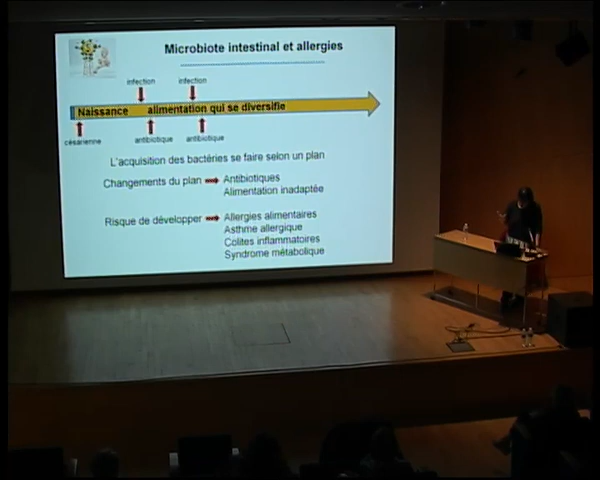 Microbiote intestinal et allergies
infection infection
Naissance alimentation qui se diversifie
césarienne antibiotique antibiotique
L'acquisition des bactéries se faire selon un plan
Changements du plan Antibiotiques
Alimentation inadaptée
Risque de développer Allergies alimentaires
Asthme allergique
Colites inflammatoires
Syndrome métabolique